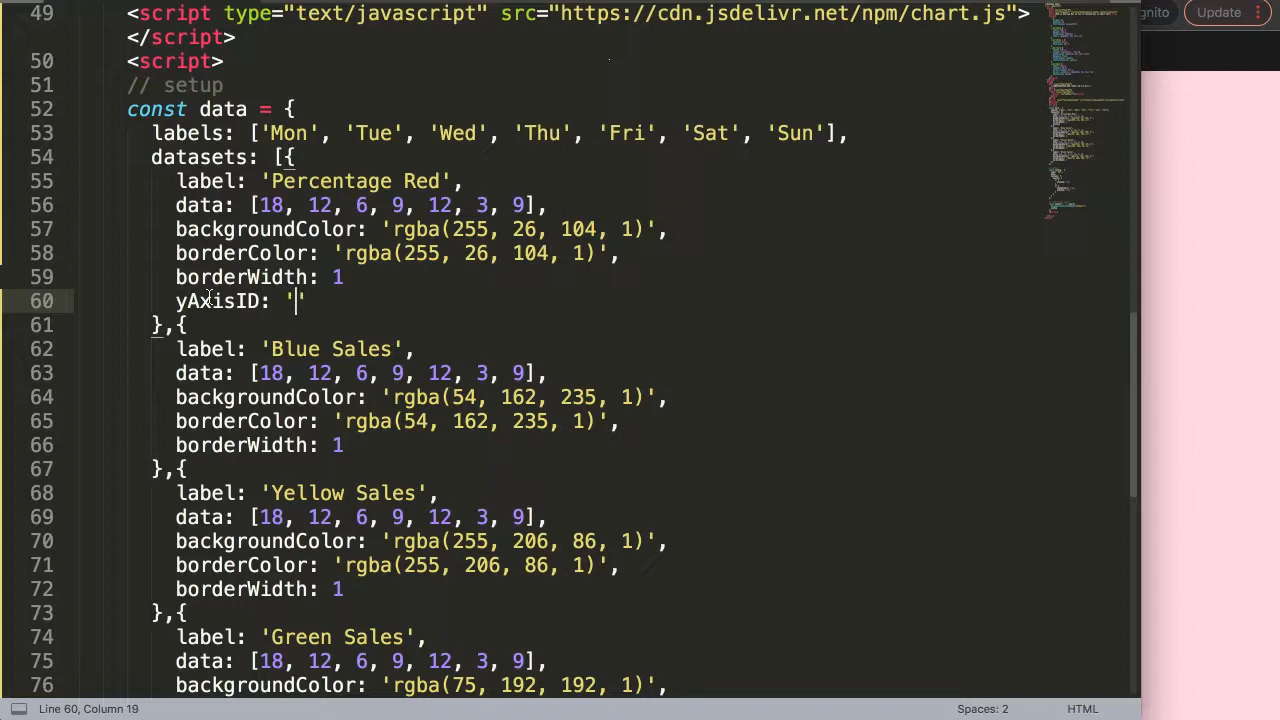 49 <script type="text/javascript" src="https://cdn.jsdelivr.net/npm/chart.js">
</script>
50 <script>
51 // setup
52 const data = {
53 labels: ['Mon', 'Tue', 'Wed', 'Thu', 'Fri', 'Sat', 'Sun'],
54 datasets: [{
55 label: 'Percentage Red',
56 data: [18, 12, 6, 9, 12, 3, 9],
57 backgroundColor: 'rgba(255, 26, 104, 1)',
58 borderColor: 'rgba(255, 26, 104, 1)',
59 borderWidth: 1
60 yAxisID: ''
61 },{
62 label: 'Blue Sales',
63 data: [18, 12, 6, 9, 12, 3, 9],
64 backgroundColor: 'rgba(54, 162, 235, 1)',
65 borderColor: 'rgba(54, 162, 235, 1)',
66 borderWidth: 1
67 },{
68 label: 'Yellow Sales',
69 data: [18, 12, 6, 9, 12, 3, 9],
70 backgroundColor: 'rgba(255, 206, 86, 1)',
71 borderColor: 'rgba(255, 206, 86, 1)',
72 borderWidth: 1
73 },{
74 label: 'Green Sales',
75 data: [18, 12, 6, 9, 12, 3, 9],
76 backgroundColor: 'rgba(75, 192, 192, 1)',
Line 60, Column 19
Spaces: 2
HTML
ognito
Update